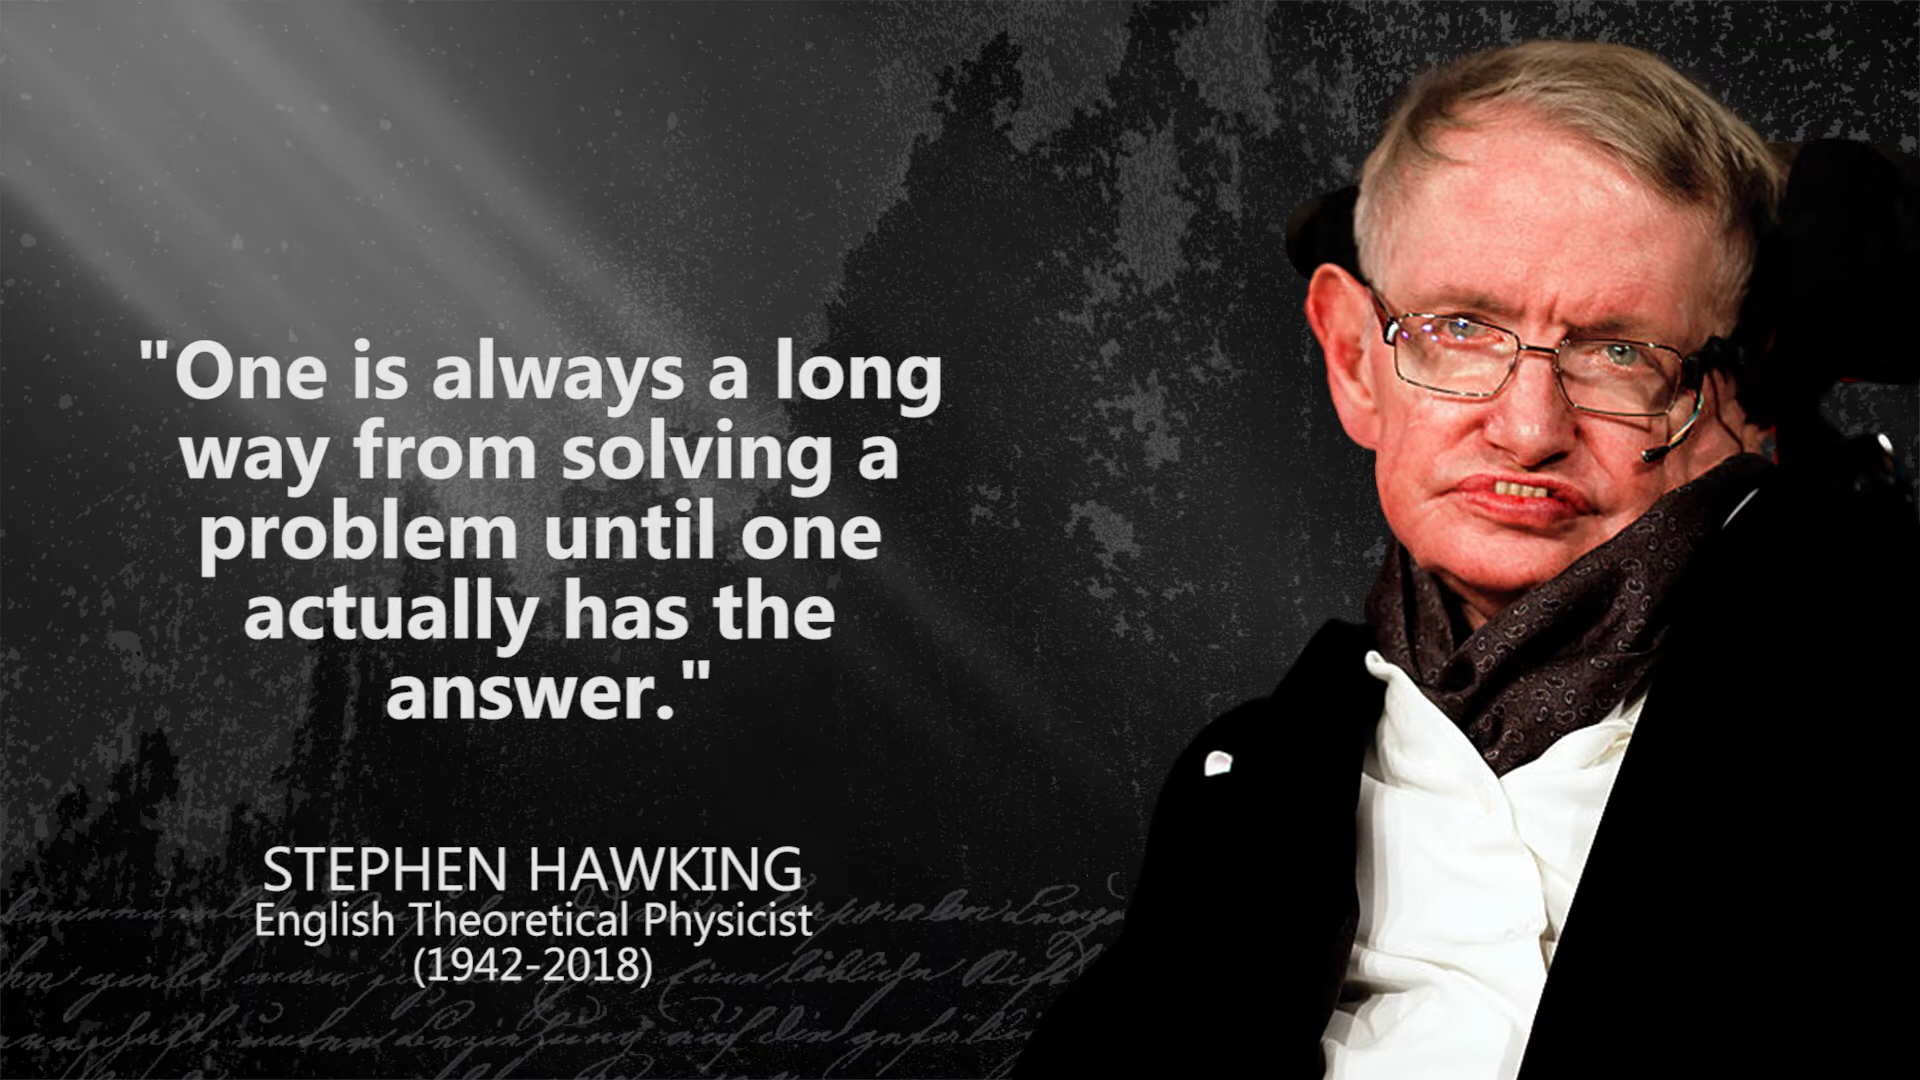 "One is always a long
way from solving a
problem until one
actually has the
answer."
STEPHEN HAWKING
English Theoretical Physicist
(1942-2018)